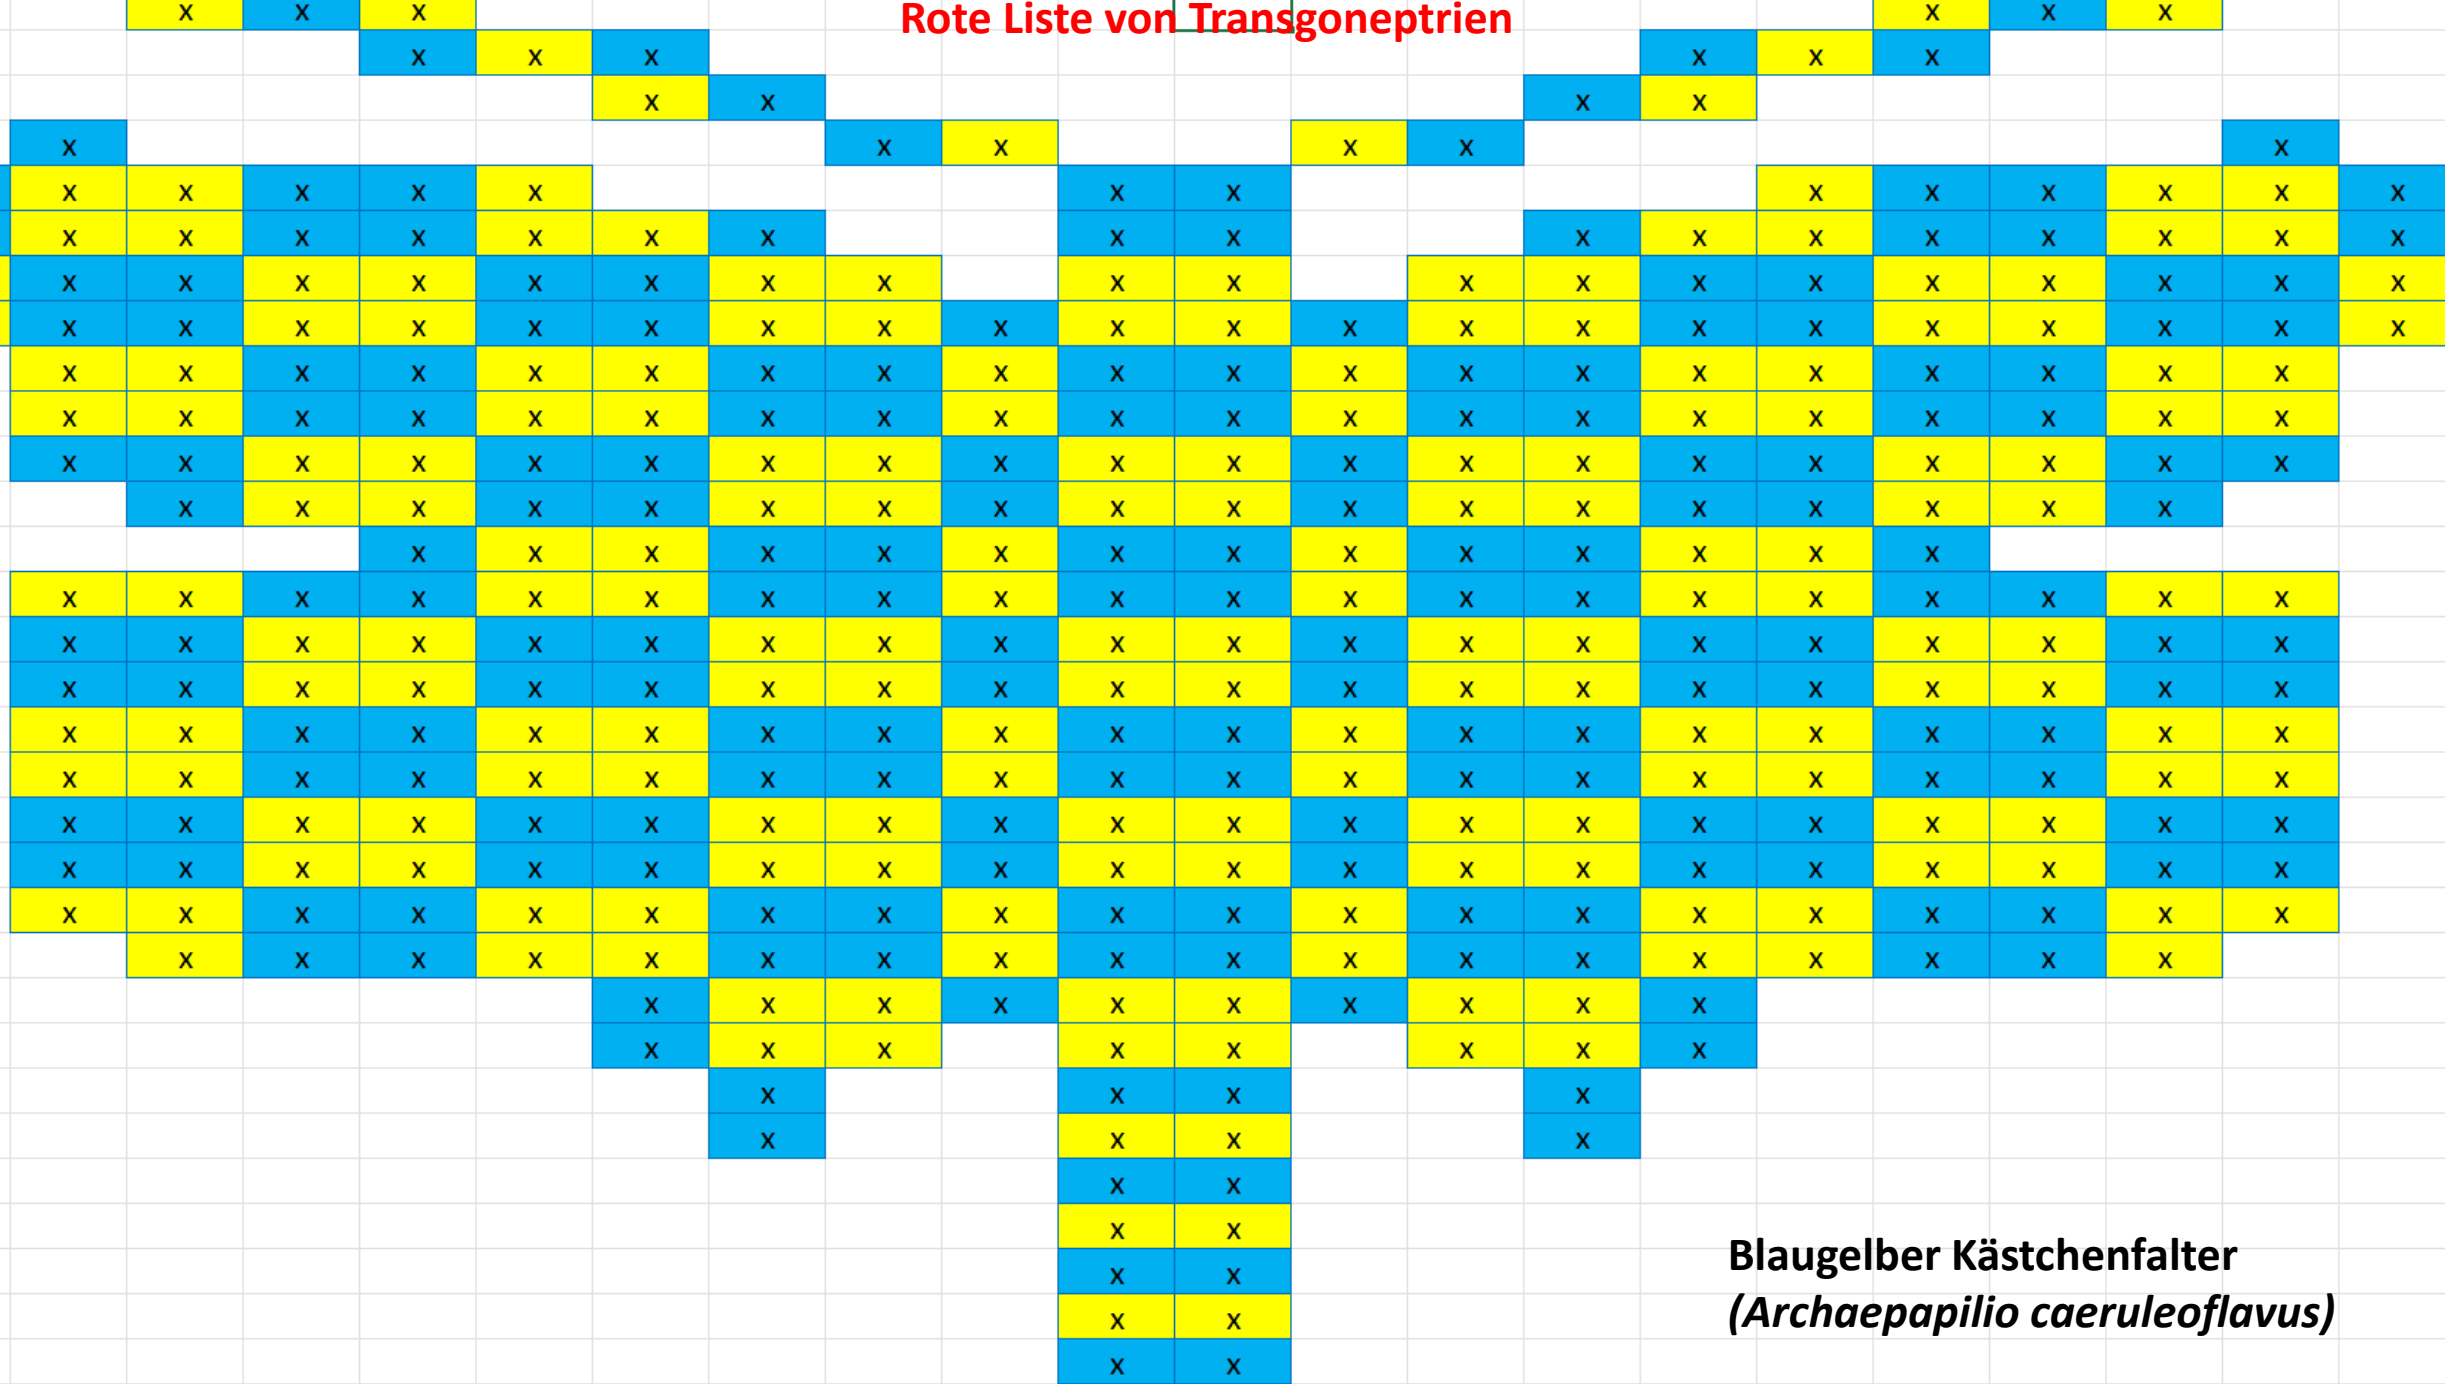 x x x Rote Liste von Transgoneptrien x x x
x x x x x x
x x x x
x x x x x x
x x x x x x x x x x x x x
x x x x x x x x x x x x x x x x x
x x x x x x x x x x x x x x x x x x x
x x x x x x x x x x x x x x x x x x x x x
x x x x x x x x x x x x x x x x x x x x
x x x x x x x x x x x x x x x x x x x x
x x x x x x x x x x x x x x x x x x x x
x x x x x x x x x x x x x x x x x x
x x x x x x x x x x x x x x
x x x x x x x x x x x x x x x x x x x x
x x x x x x x x x x x x x x x x x x x x
x x x x x x x x x x x x x x x x x x x x
x x x x x x x x x x x x x x x x x x x x
x x x x x x x x x x x x x x x x x x x x
x x x x x x x x x x x x x x x x x x x x
x x x x x x x x x x x x x x x x x x x x
x x x x x x x x x x x x x x x x x x x x
x x x x x x x x x x x x x x x x x x
x x x x x x x x x x
x x x x x x x x
x x x x
x x x x
x x
x x
x x
x x
x x
Blaugelber Kästchenfalter
(Archaepapilio caeruleoflavus)